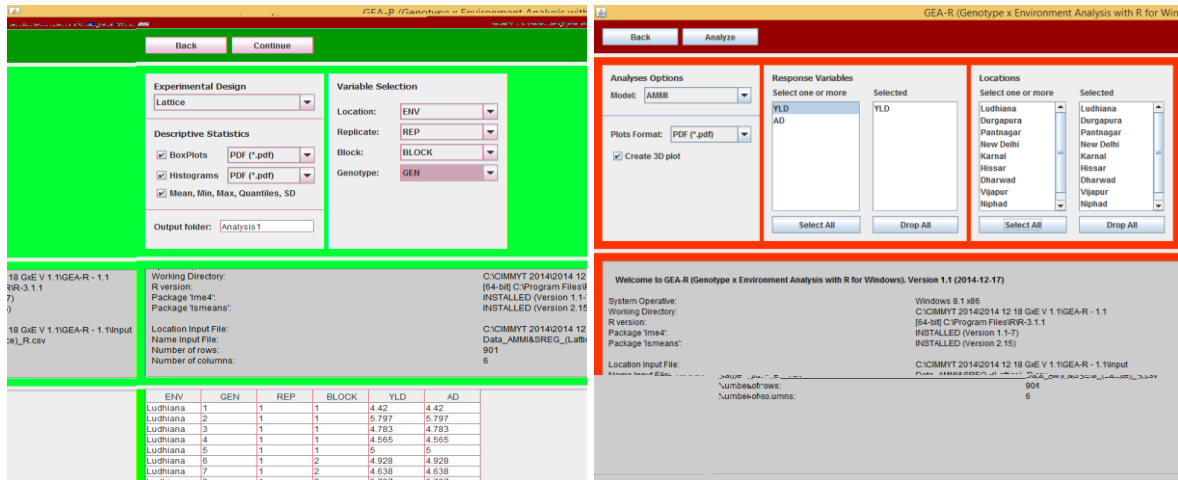 GEA-R (Genotype x Environment Analysis with
Back Continue
Experimental Design
Lattice
Descriptive Statistics
BoxPlots PDF (*.pdf)
Histograms PDF (*.pdf)
Mean, Min, Max, Quantiles, SD
Output folder: Analysis1
Variable Selection
Location: ENV
Replicate: REP
Block: BLOCK
Genotype: GEN
18 GxE V 1.1\GEA-R - 1.1
R\R-3.1.1
7)
18 GxE V 1.1\GEA-R - 1.1\Input
ce)_R.csv
Working Directory: C:\CIMMYT 2014\2014 12
R version: [64-bit] C:\Program Files\R
Package 'lme4': INSTALLED (Version 1.1-
Package 'lsmeans': INSTALLED (Version 2.15
Location Input File: C:\CIMMYT 2014\2014 12
Name Input File: Data_AMMI&SREG_(Lattic
Number of rows: 901
Number of columns: 6
ENV GEN REP BLOCK YLD AD
Ludhiana 1 1 1 4.42 4.42
Ludhiana 2 1 1 5.797 5.797
Ludhiana 3 1 1 4.783 4.783
Ludhiana 4 1 1 4.565 4.565
Ludhiana 5 1 1 5 5
Ludhiana 6 1 2 4.928 4.928
Ludhiana 7 1 2 4.638 4.638
GEA-R (Genotype x Environment Analysis with R for Win
Back Analyze
Analyses Options
Model: AMMI
Plots Format: PDF (*.pdf)
Create 3D plot
Response Variables
Select one or more Selected
YLD YLD
AD
Select All Drop All
Locations
Select one or more Selected
Ludhiana Ludhiana
Durgapura Durgapura
Pantnagar Pantnagar
New Delhi New Delhi
Karnal Karnal
Hissar Hissar
Dharwad Dharwad
Vijapur Vijapur
Niphad Niphad
Select All Drop All
Welcome to GEA-R (Genotype x Environment Analysis with R for Windows). Version 1.1 (2014-12-17)
System Operative: Windows 8.1 x86
Working Directory: C:\CIMMYT 2014\2014 12 18 GxE V 1.1\GEA-R - 1.1
R version: [64-bit] C:\Program Files\R\R-3.1.1
Package 'lme4': INSTALLED (Version 1.1-7)
Package 'lsmeans': INSTALLED (Version 2.15)
Location Input File: C:\CIMMYT 2014\2014 12 18 GxE V 1.1\GEA-R - 1.1\Input
901
6